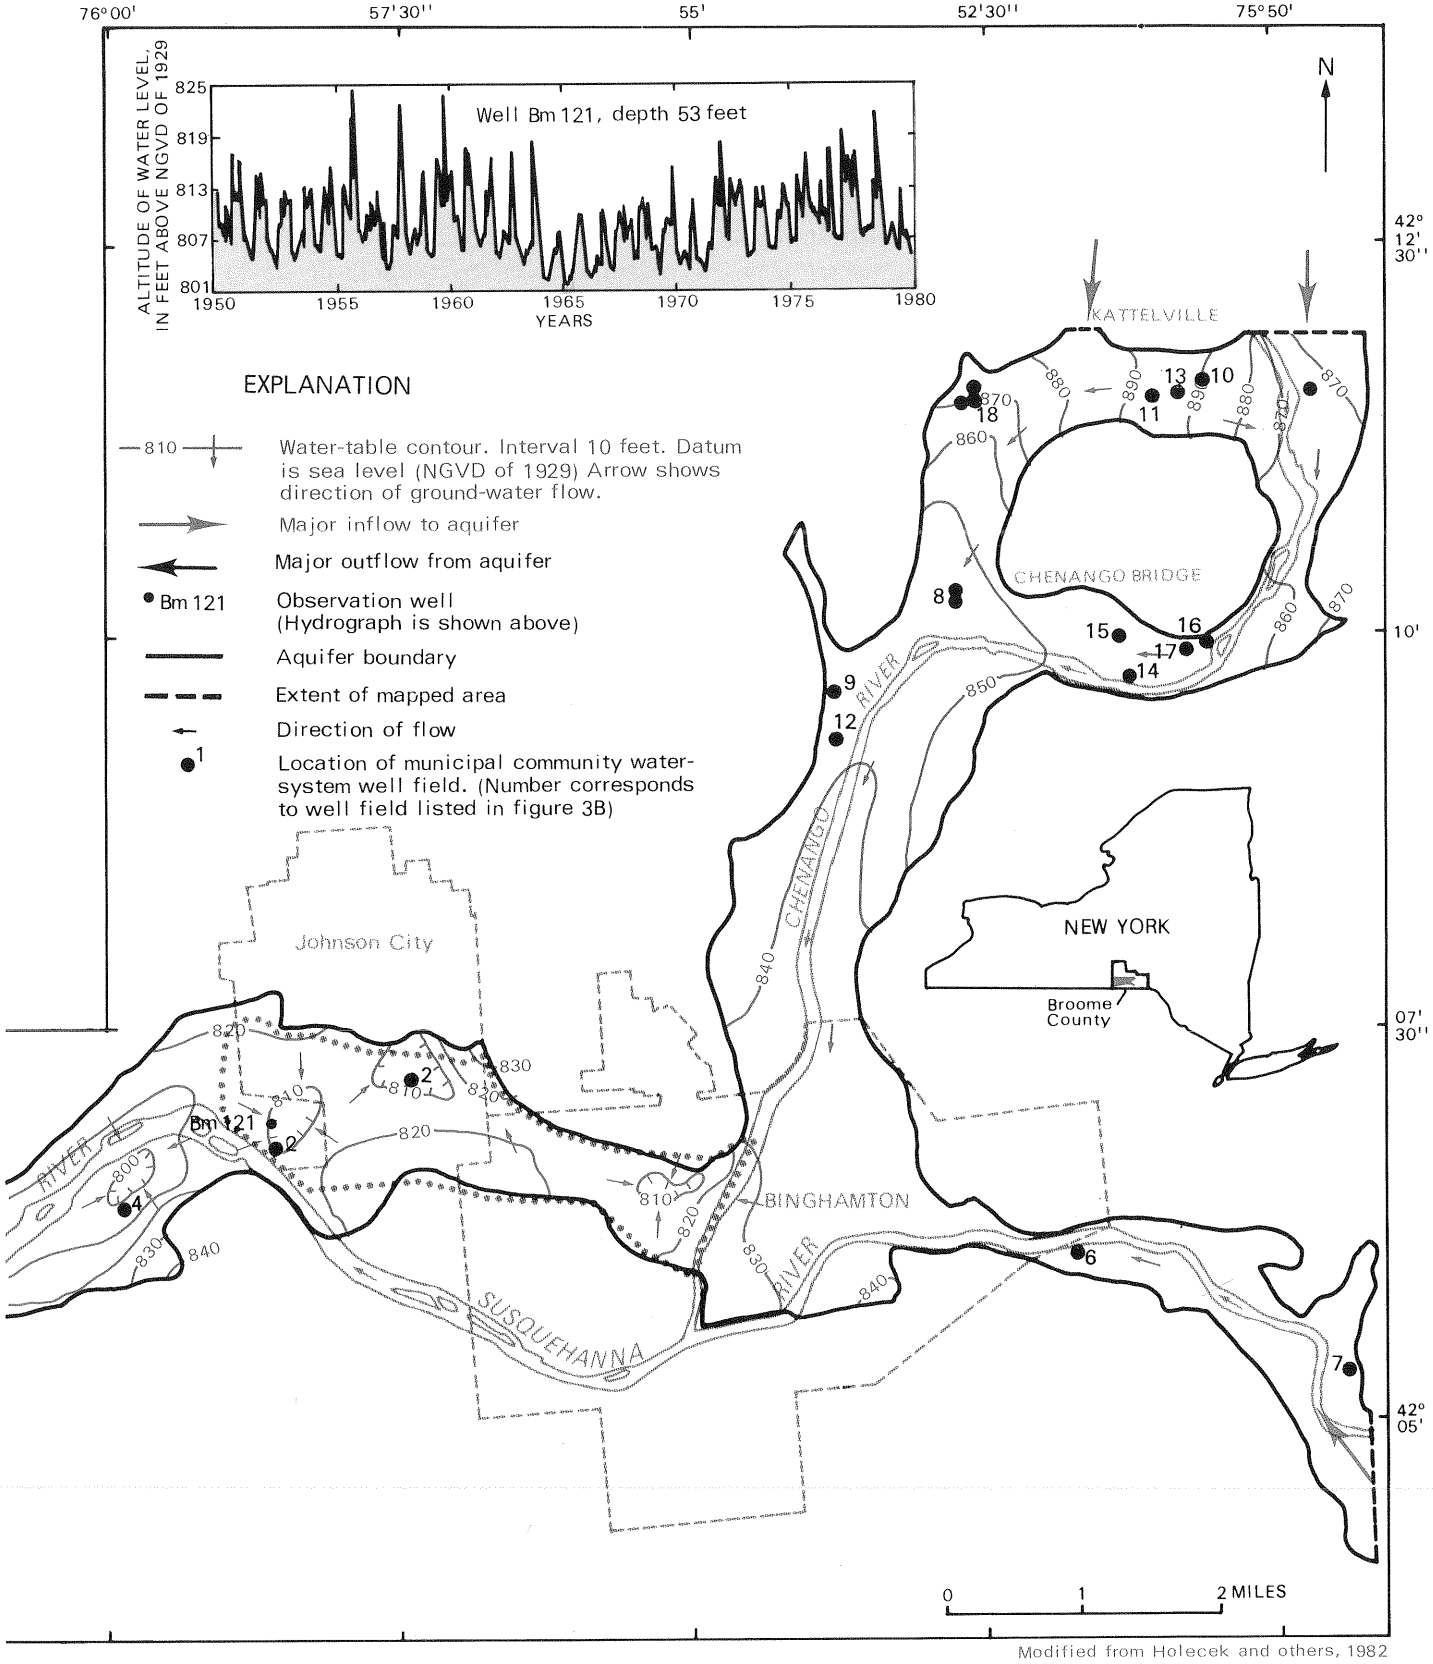 76°00'
57'30''
55'
52'30''
75°50'
ALTITUDE OF WATER LEVEL,
IN FEET ABOVE NGVD OF 1929
825
819
813
807
801
Well Bm 121, depth 53 feet
1950
1955
1960
1965
1970
1975
1980
YEARS
N
42°
12'
30''
KATTELVILLE
EXPLANATION
810
Water-table contour. Interval 10 feet. Datum
is sea level (NGVD of 1929) Arrow shows
direction of ground-water flow.
Major inflow to aquifer
Major outflow from aquifer
Bm 121
Observation well
(Hydrograph is shown above)
Aquifer boundary
Extent of mapped area
Direction of flow
1
Location of municipal community water-
system well field. (Number corresponds
to well field listed in figure 3B)
880
890
13
10
11
890
880
870
870
870
18
860
CHENANGO BRIDGE
8
15
16
17
14
860
870
10'
9
12
RIVER
850
CHENANGO
840
NEW YORK
Broome
County
07'
30''
Johnson City
820
830
2
810
820
810
Bm 121
2
820
RIVER
800
4
830
840
810
820
BINGHAMTON
830
RIVER
840
6
7
SUSQUEHANNA
42°
05'
0
1
2 MILES
Modified from Holecek and others, 1982